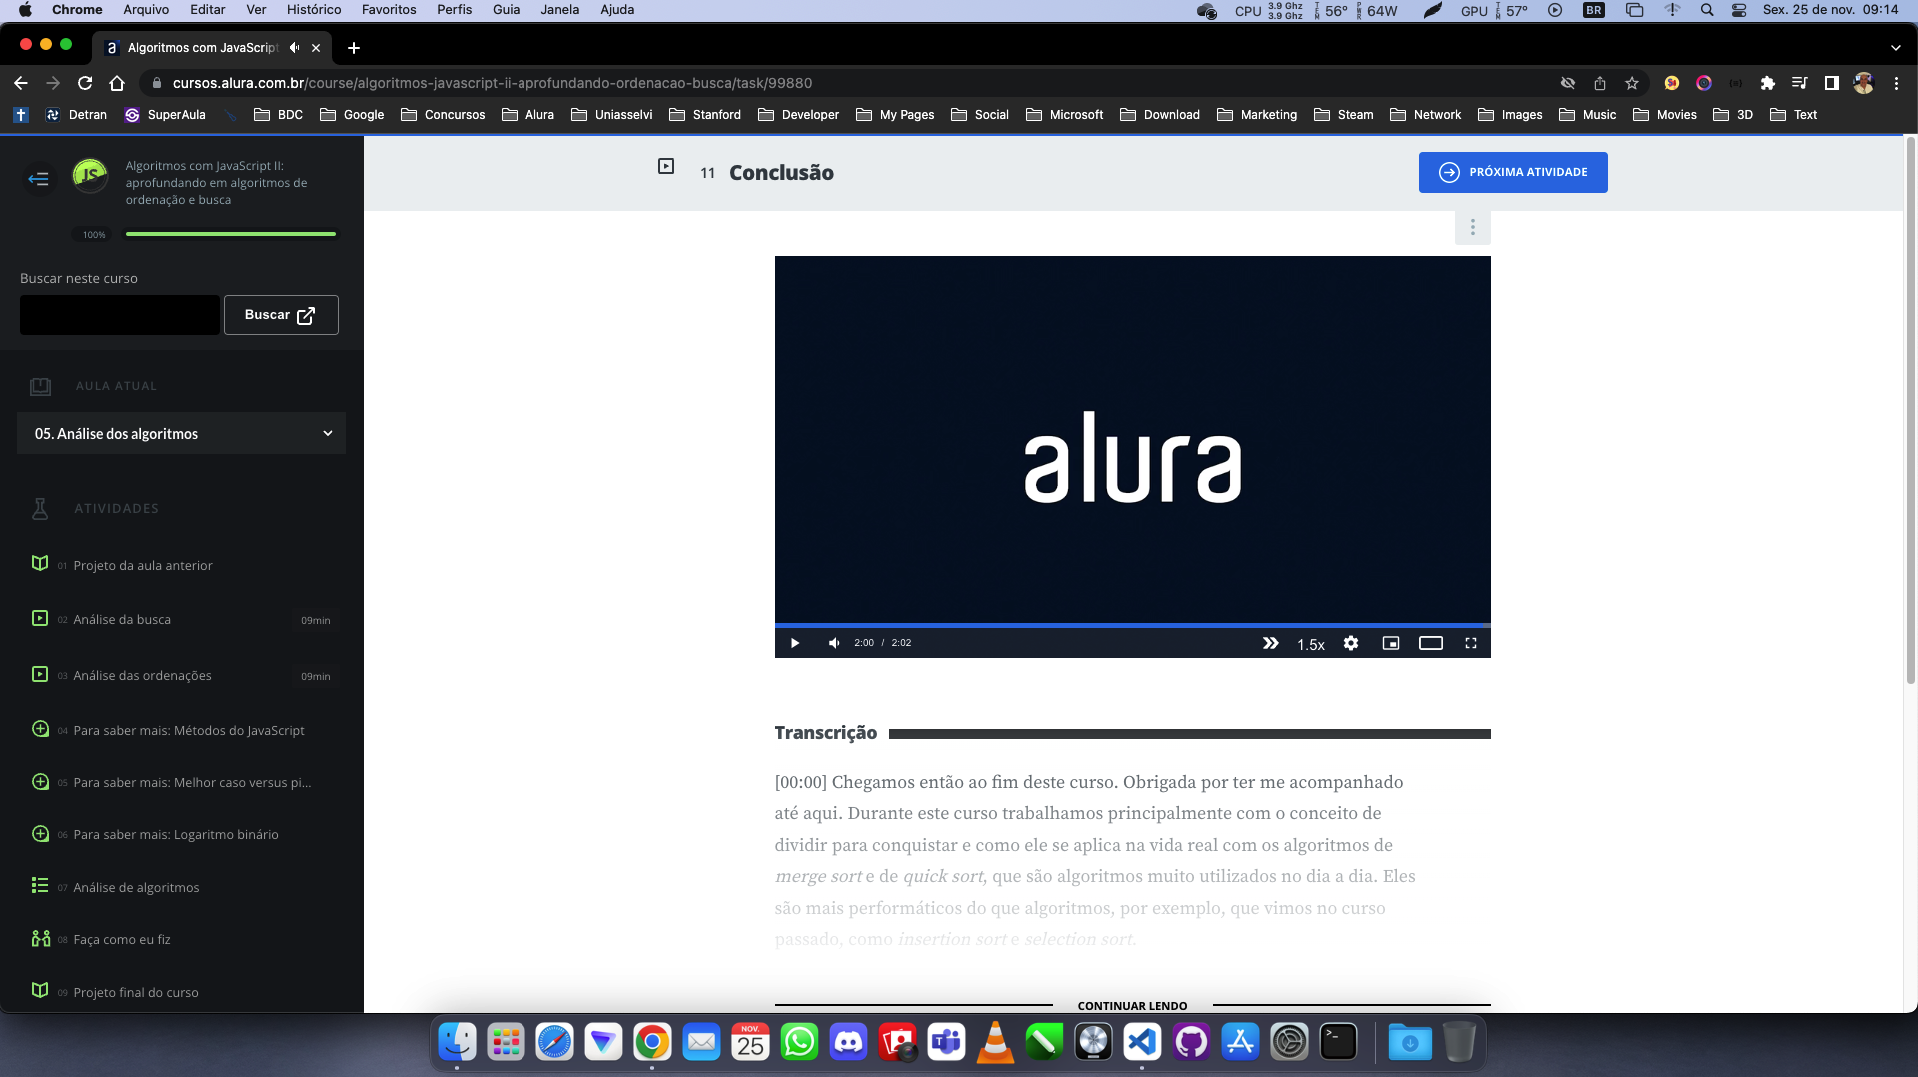 Chrome Arquivo Editar Ver Histórico Favoritos Perfis Guia Janela Ajuda
CPU 3.9 Ghz 3.9 Ghz 56° 64W GPU 57° BR Sex. 25 de nov. 09:14
a Algoritmos com JavaScript
cursos.alura.com.br/course/algoritmos-javascript-ii-aprofundando-ordenacao-busca/task/99880
Detran SuperAula BDC Google Concursos Alura Uniasselvi Stanford Developer My Pages Social Microsoft Download Marketing Steam Network Images Music Movies 3D Text
JS
Algoritmos com JavaScript II:
aprofundando em algoritmos de
ordenação e busca
100%
Buscar neste curso
Buscar
AULA ATUAL
05. Análise dos algoritmos
ATIVIDADES
01 Projeto da aula anterior
02 Análise da busca 09min
03 Análise das ordenações 09min
04 Para saber mais: Métodos do JavaScript
05 Para saber mais: Melhor caso versus pi...
06 Para saber mais: Logaritmo binário
07 Análise de algoritmos
08 Faça como eu fiz
09 Projeto final do curso
11 Conclusão
PRÓXIMA ATIVIDADE
alura
2:00 / 2:02 1.5x
Transcrição
[00:00] Chegamos então ao fim deste curso. Obrigada por ter me acompanhado
até aqui. Durante este curso trabalhamos principalmente com o conceito de
dividir para conquistar e como ele se aplica na vida real com os algoritmos de
merge sort e de quick sort, que são algoritmos muito utilizados no dia a dia. Eles
são mais performáticos do que algoritmos, por exemplo, que vimos no curso
passado, como insertion sort e selection sort.
CONTINUAR LENDO
NOV.
25